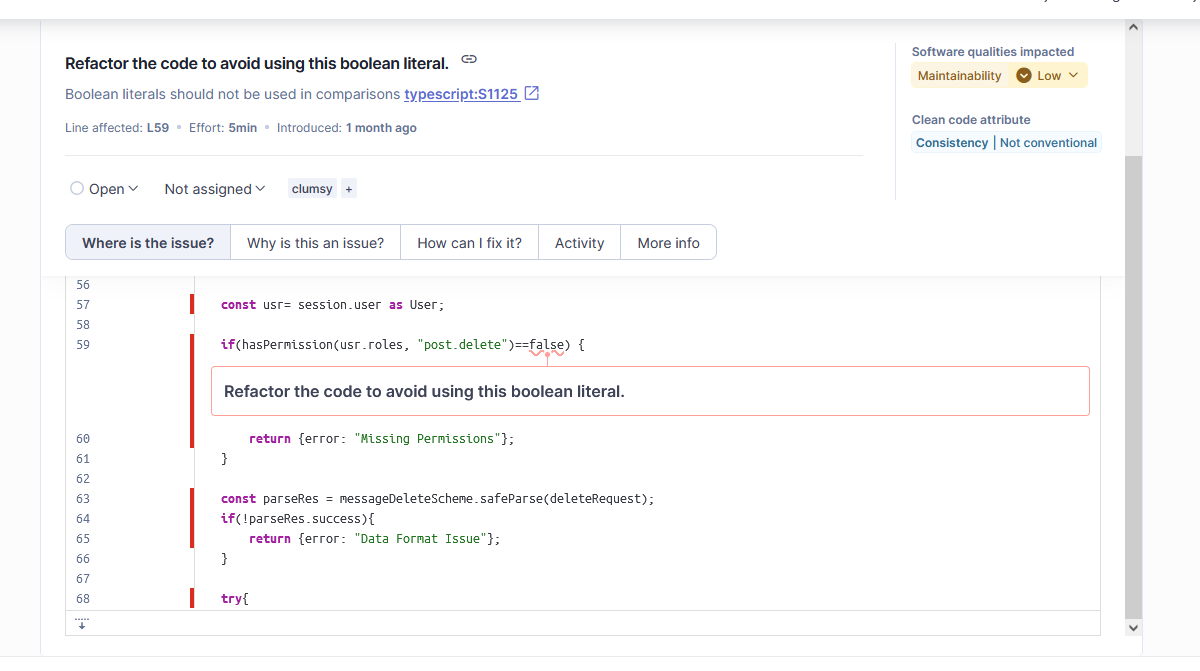 Refactor the code to avoid using this boolean literal.
Boolean literals should not be used in comparisons typescript:S1125
Line affected: L59 • Effort: 5min • Introduced: 1 month ago
Software qualities impacted
Maintainability Low
Clean code attribute
Consistency | Not conventional
Open Not assigned clumsy +
Where is the issue? Why is this an issue? How can I fix it? Activity More info
56
57 const usr= session.user as User;
58
59 if(hasPermission(usr.roles, "post.delete")==false) {
Refactor the code to avoid using this boolean literal.
60 return {error: "Missing Permissions"};
61 }
62
63 const parseRes = messageDeleteScheme.safeParse(deleteRequest);
64 if(!parseRes.success){
65 return {error: "Data Format Issue"};
66 }
67
68 try{